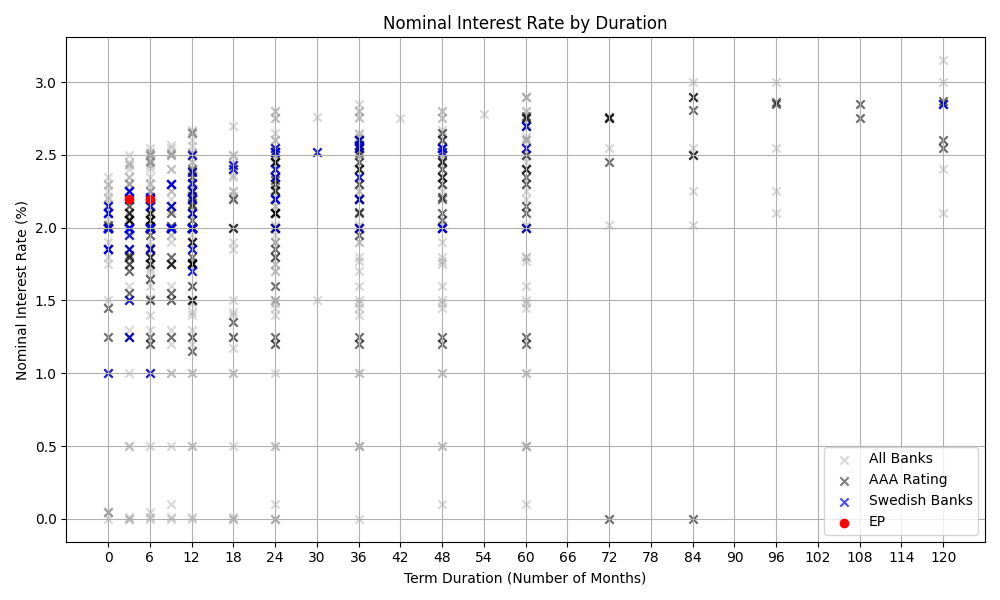 Nominal Interest Rate by Duration
Nominal Interest Rate (%)
3.0
2.5
2.0
1.5
1.0
0.5
0.0
All Banks
AAA Rating
Swedish Banks
EP
0 6 12 18 24 30 36 42 48 54 60 66 72 78 84 90 96 102 108 114 120
Term Duration (Number of Months)